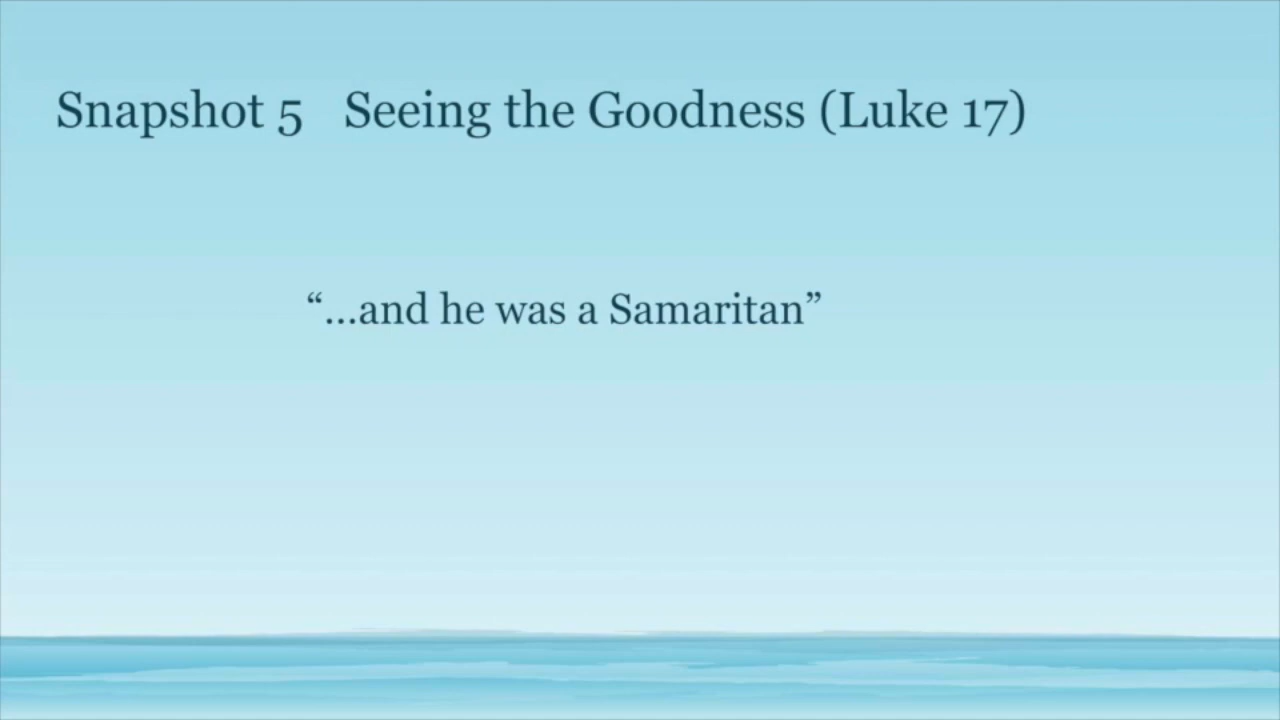 Snapshot 5 Seeing the Goodness (Luke 17)
“...and he was a Samaritan”